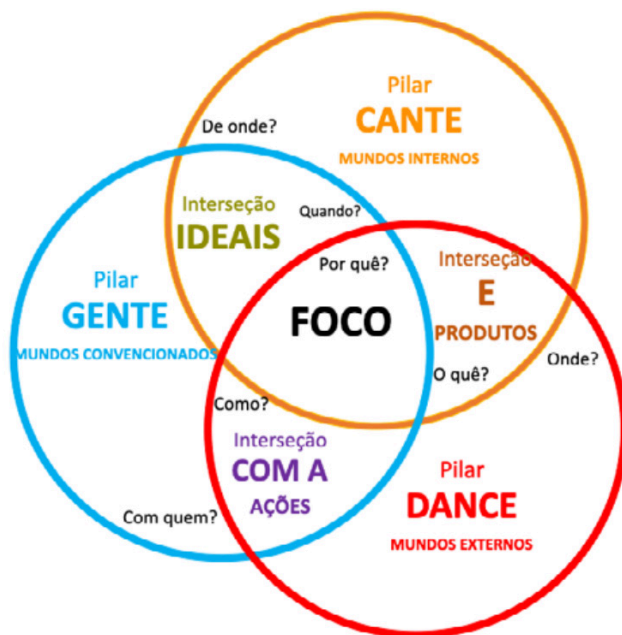 Pilar
CANTE
MUNDOS INTERNOS
De onde?
Interseção
IDEAIS
Quando?
Por quê?
Interseção
E
PRODUTOS
Pilar
GENTE
MUNDOS CONVENCIONADOS
FOCO
Onde?
O quê?
Como?
Interseção
COM A
AÇÕES
Com quem?
Pilar
DANCE
MUNDOS EXTERNOS